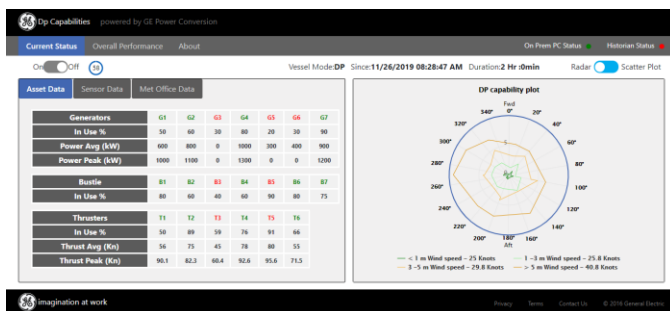 Dp Capabilities powered by GE Power Conversion
Current Status Overall Performance About On Prem PC Status Historian Status
On Off 50 Vessel Mode:DP Since:11/26/2019 08:28:47 AM Duration:2 Hr :0min Radar Scatter Plot
Asset Data Sensor Data Met Office Data
Generators G1 G2 G3 G4 G5 G6 G7
In Use % 50 60 30 80 20 30 90
Power Avg (kW) 600 800 0 1000 300 400 900
Power Peak (kW) 1000 1100 0 1300 0 0 1200
Bustie B1 B2 B3 B4 B5 B6 B7
In Use % 80 60 40 60 90 80 75
Thrusters T1 T2 T3 T4 T5 T6
In Use % 50 89 59 76 91 66
Thrust Avg (Kn) 56 75 45 78 80 55
Thrust Peak (Kn) 90.1 82.3 60.4 92.6 95.6 71.5
DP capability plot
Fwd
340° 0° 20°
320° 40°
300° 5 60°
280° 80°
260° 100°
240° 120°
220° 140°
200° 180° 160°
Aft
< 1 m Wind speed - 25 Knots 1 -3 m Wind speed - 25.8 Knots
3 -5 m Wind speed - 29.8 Knots > 5 m Wind speed - 40.8 Knots
imagination at work Privacy Terms Contact Us © 2016 General Electric